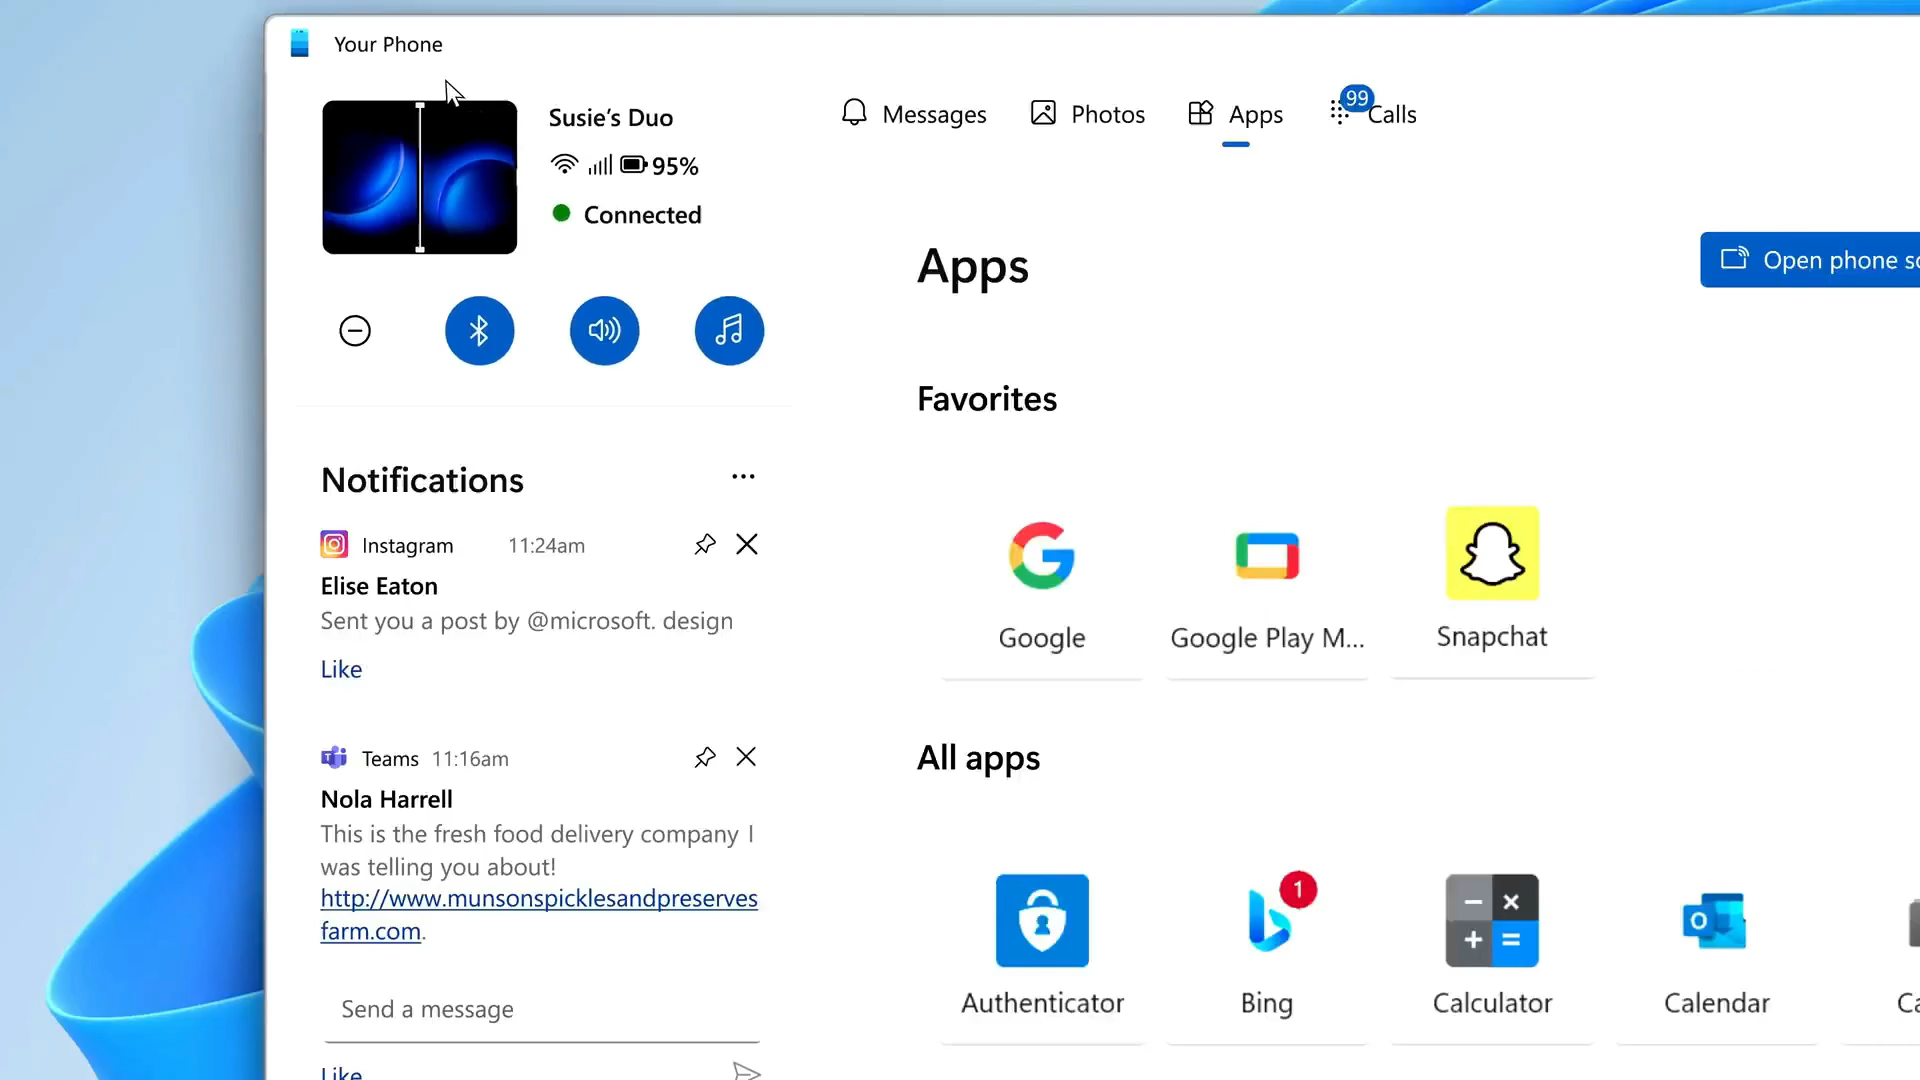 Your Phone
Susie's Duo
95%
Connected
Messages
Photos
Apps
99
Calls
Apps
Open phone sc
Favorites
Google
Google Play M...
Snapchat
All apps
1
Authenticator
Bing
Calculator
Calendar
Ca
Notifications
Instagram 11:24am
Elise Eaton
Sent you a post by @microsoft. design
Like
Teams 11:16am
Nola Harrell
This is the fresh food delivery company I
was telling you about!
http://www.munsonspicklesandpreserves
farm.com.
Send a message
Like